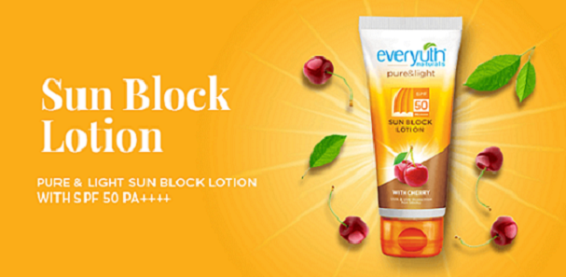 Sun Block
Lotion
PURE & LIGHT SUN BLOCK LOTION
WITH SPF 50 PA++++
everyuth
naturals
pure&light
SPF
50
SUN BLOCK
LOTION
WITH CHERRY